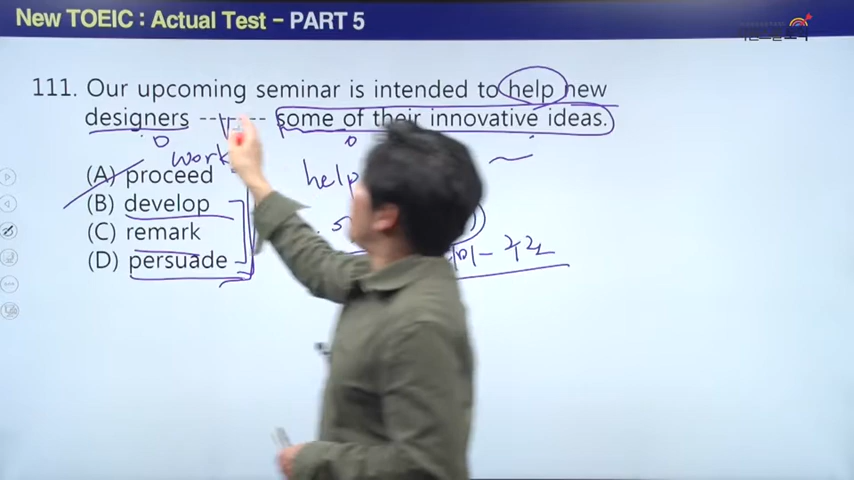 New TOEIC : Actual Test – PART 5
111. Our upcoming seminar is intended to help new
designers ------- some of their innovative ideas.
work
(A) proceed
help
(B) develop
(C) remark
(D) persuade